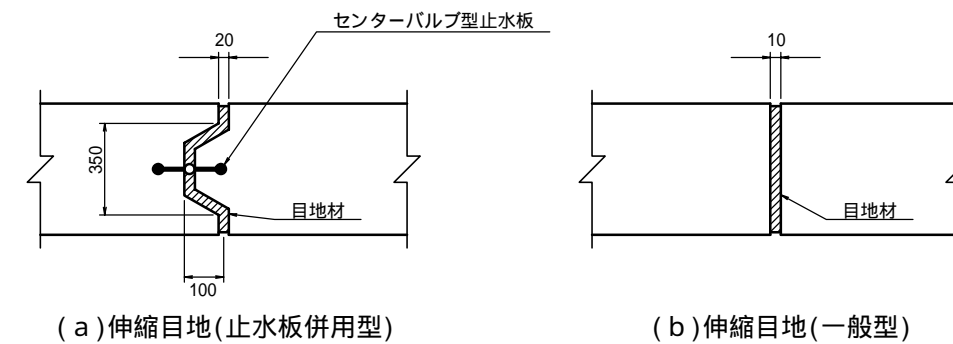 センターバルブ型止水板
20
10
350
目地材
目地材
100
(a)伸縮目地(止水板併用型)
(b)伸縮目地(一般型)